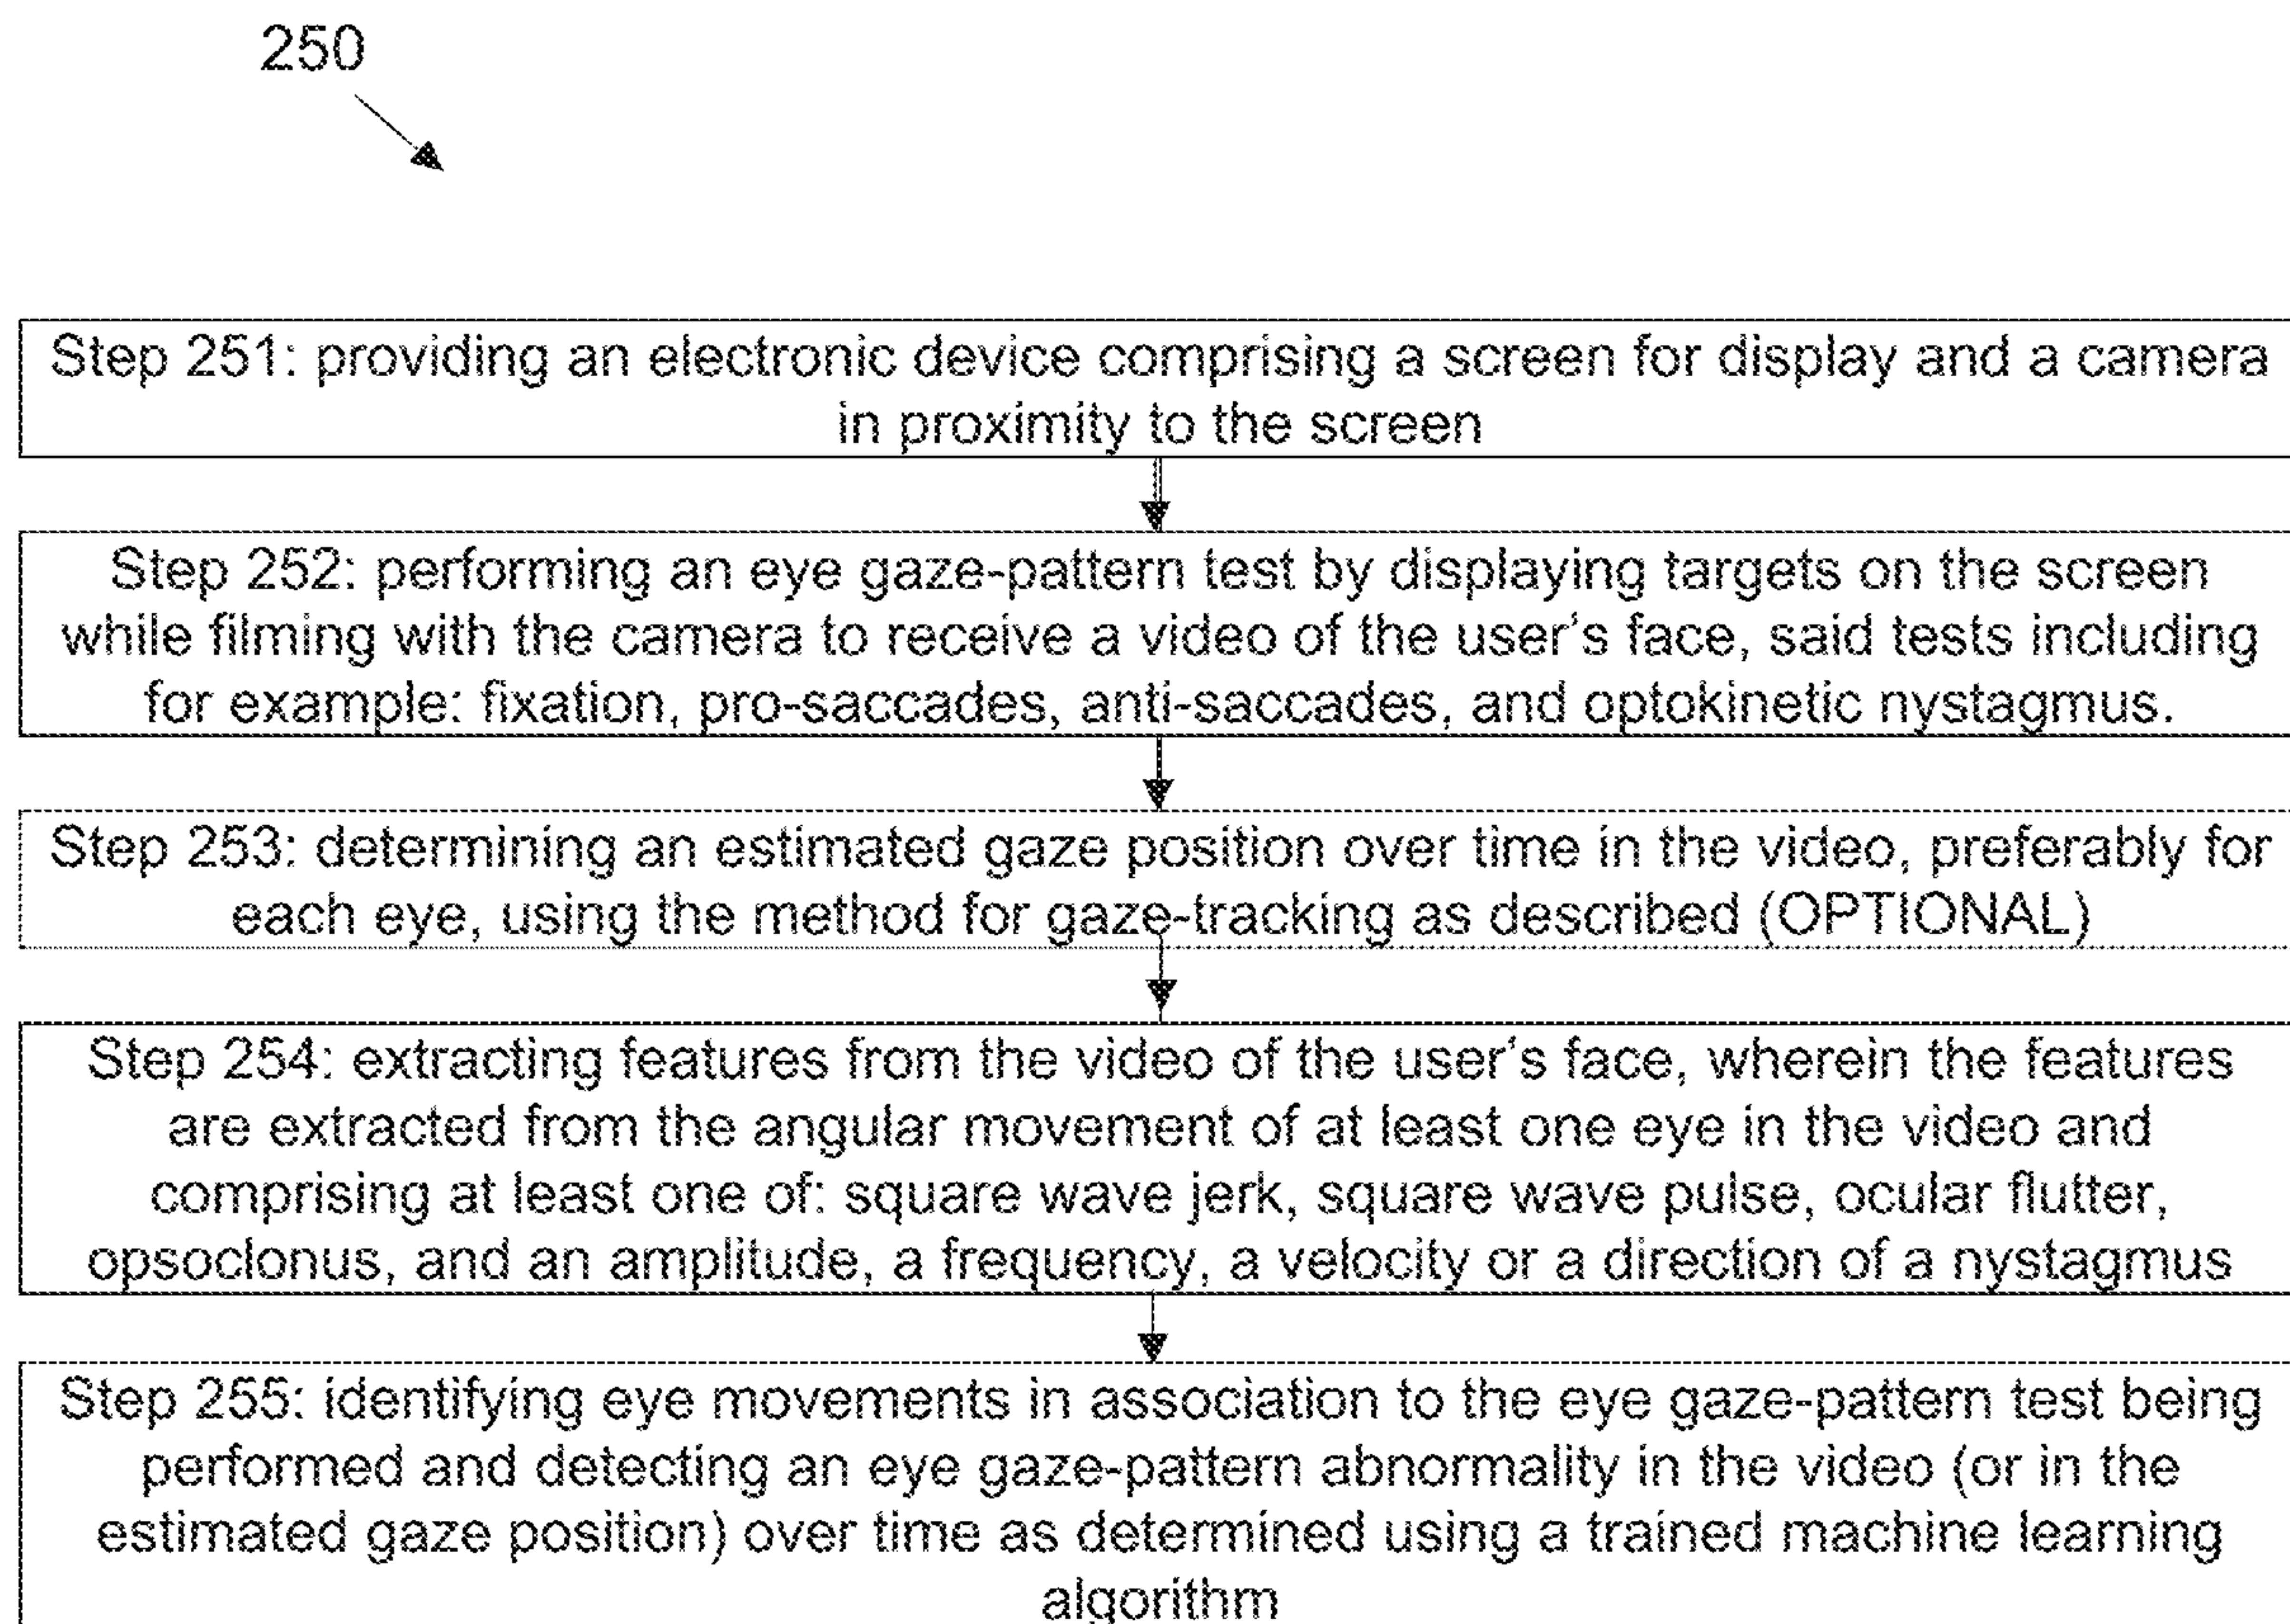 250
Step 251: providing an electronic device comprising a screen for display and a camera
in proximity to the screen
Step 252: performing an eye gaze-pattern test by displaying targets on the screen
while filming with the camera to receive a video of the user's face, said tests including
for example: fixation, pro-saccades, anti-saccades, and optokinetic nystagmus.
Step 253: determining an estimated gaze position over time in the video, preferably for
each eye, using the method for gaze-tracking as described (OPTIONAL)
Step 254: extracting features from the video of the user's face, wherein the features
are extracted from the angular movement of at least one eye in the video and
comprising at least one of: square wave jerk, square wave pulse, ocular flutter,
opsoclonus, and an amplitude, a frequency, a velocity or a direction of a nystagmus
Step 255: identifying eye movements in association to the eye gaze-pattern test being
performed and detecting an eye gaze-pattern abnormality in the video (or in the
estimated gaze position) over time as determined using a trained machine learning
algorithm